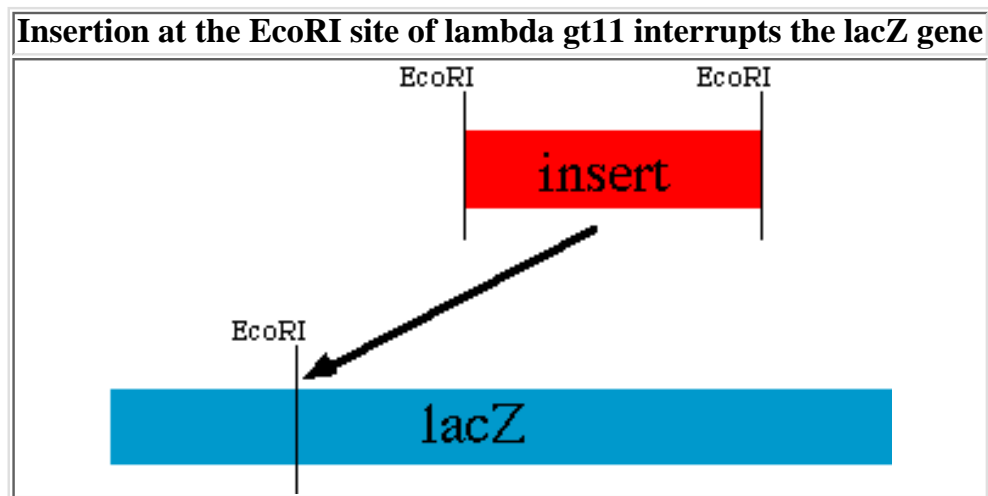 Insertion at the EcoRI site of lambda gt11 interrupts the lacZ gene
EcoRI EcoRI
insert
EcoRI
lacZ